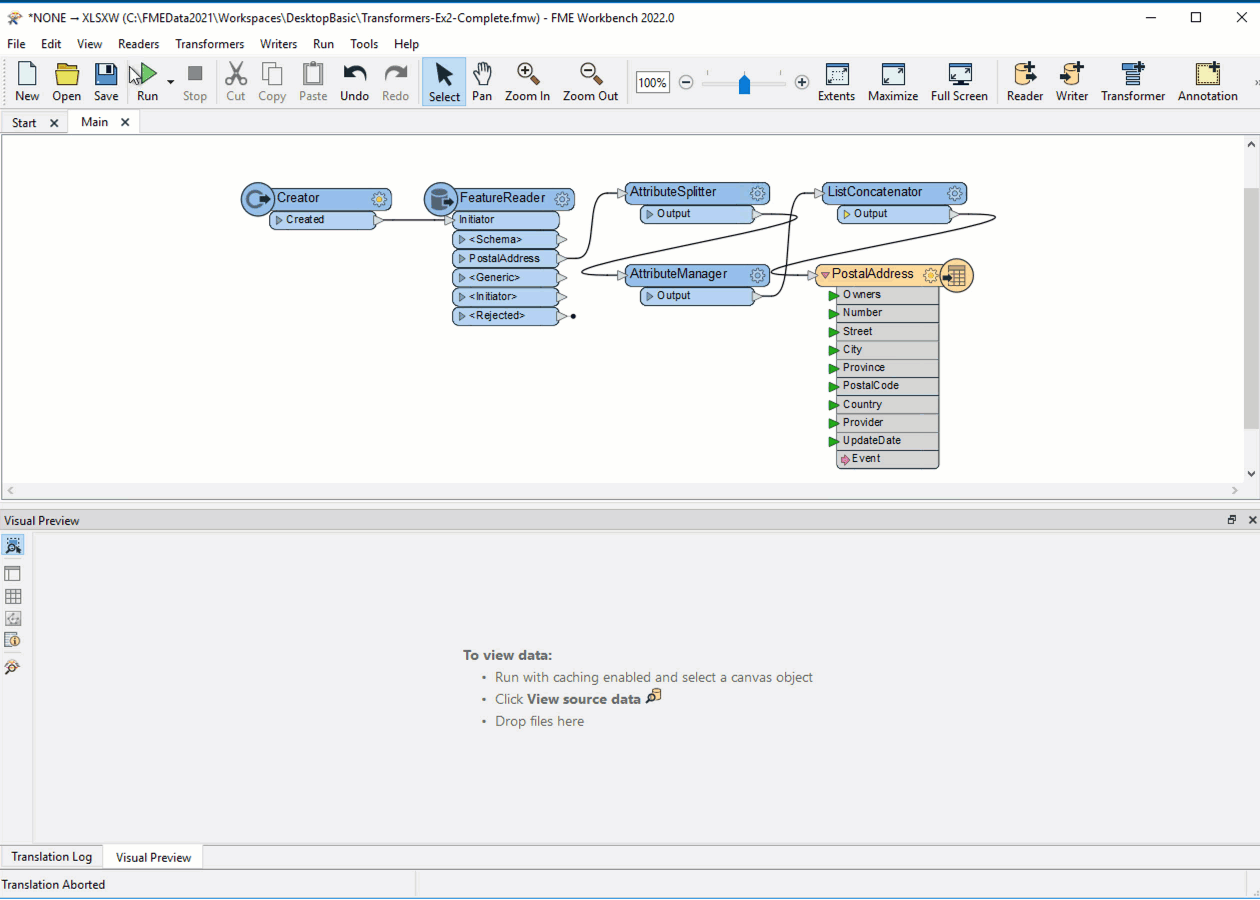 *NONE → XLSXW (C:\FMEData2021\Workspaces\DesktopBasic\Transformers-Ex2-Complete.fmw) - FME Workbench 2022.0
File Edit View Readers Transformers Writers Run Tools Help
New Open Save Run Stop Cut Copy Paste Undo Redo Select Pan Zoom In Zoom Out 100% Extents Maximize Full Screen Reader Writer Transformer Annotation
Start Main
Creator
Created
FeatureReader
Initiator
<Schema>
PostalAddress
<Generic>
<Initiator>
<Rejected>
AttributeSplitter
Output
AttributeManager
Output
ListConcatenator
Output
PostalAddress
Owners
Number
Street
City
Province
PostalCode
Country
Provider
UpdateDate
Event
Visual Preview
To view data:
• Run with caching enabled and select a canvas object
• Click View source data
• Drop files here
Translation Log Visual Preview
Translation Aborted